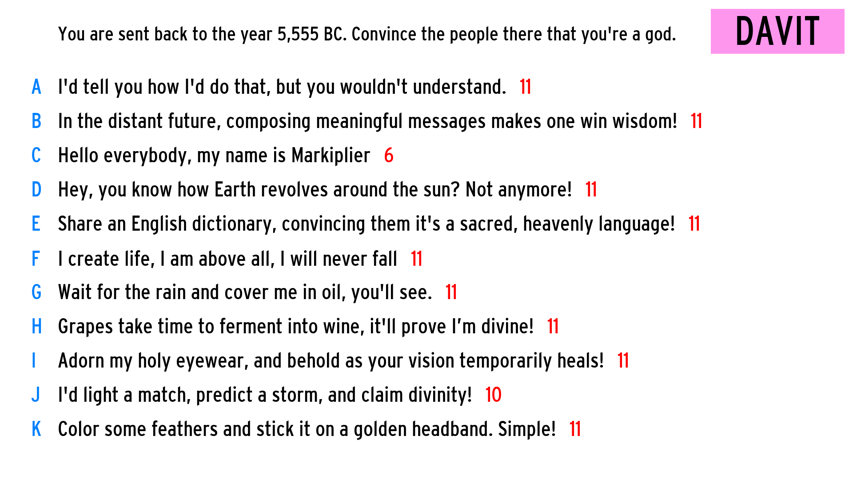 You are sent back to the year 5,555 BC. Convince the people there that you're a god.
DAVIT
A I'd tell you how I'd do that, but you wouldn't understand. 11
B In the distant future, composing meaningful messages makes one win wisdom! 11
C Hello everybody, my name is Markiplier 6
D Hey, you know how Earth revolves around the sun? Not anymore! 11
E Share an English dictionary, convincing them it's a sacred, heavenly language! 11
F I create life, I am above all, I will never fall 11
G Wait for the rain and cover me in oil, you'll see. 11
H Grapes take time to ferment into wine, it'll prove I’m divine! 11
I Adorn my holy eyewear, and behold as your vision temporarily heals! 11
J I'd light a match, predict a storm, and claim divinity! 10
K Color some feathers and stick it on a golden headband. Simple! 11